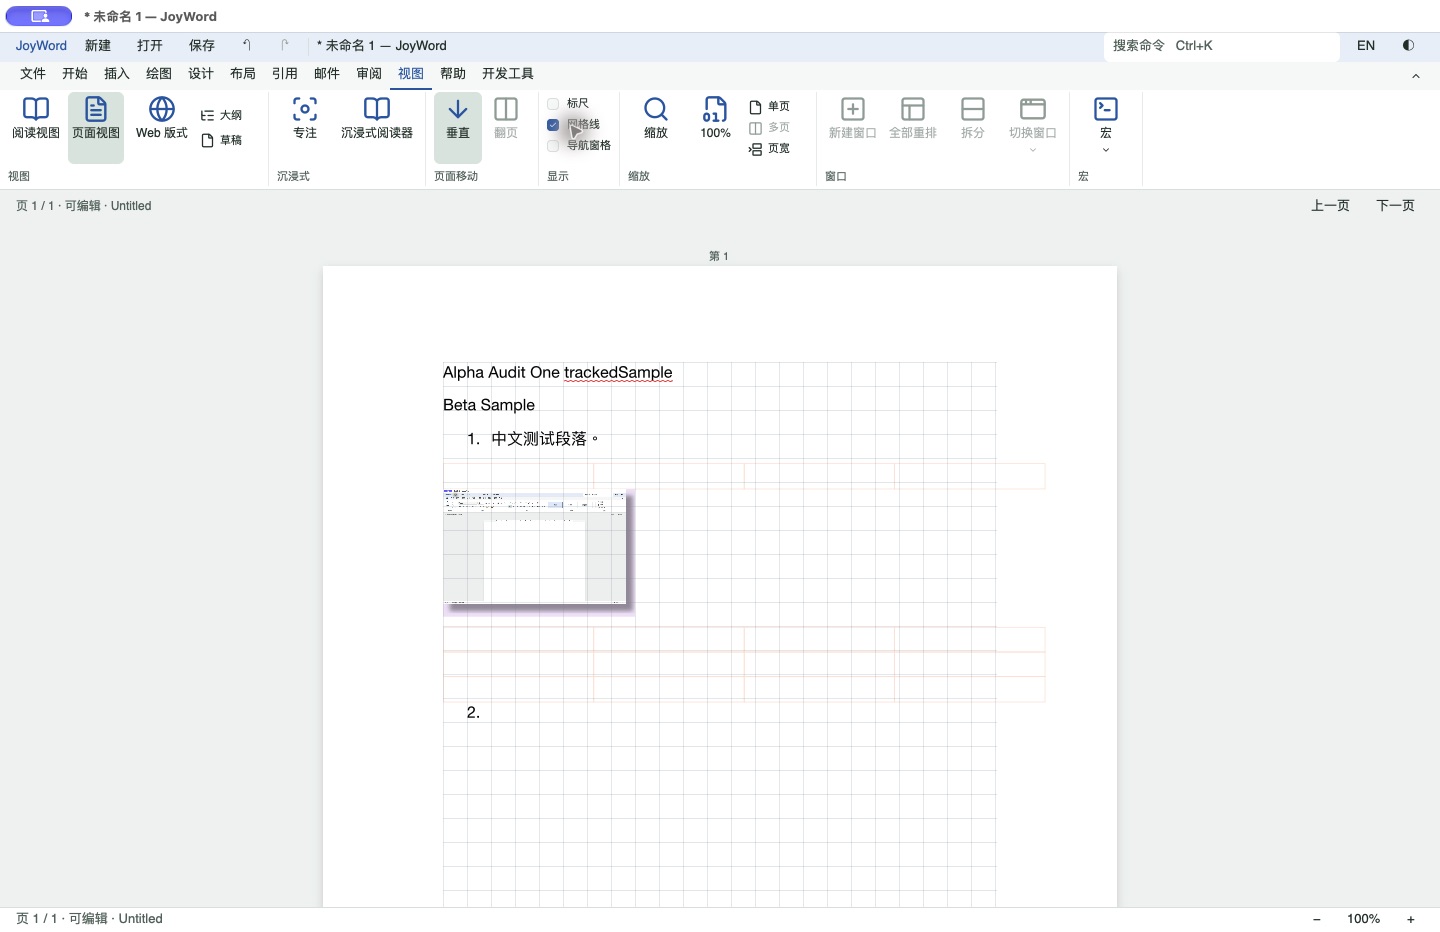 * 未命名 1 — JoyWord
JoyWord 新建 打开 保存 * 未命名 1 — JoyWord 搜索命令 Ctrl+K EN
文件 开始 插入 绘图 设计 布局 引用 邮件 审阅 视图 帮助 开发工具
阅读视图 页面视图 Web 版式 大纲 草稿
视图
专注 沉浸式阅读器
沉浸式
垂直 翻页
页面移动
标尺
网格线
导航窗格
显示
缩放 100% 单页 多页 页宽
缩放
新建窗口 全部重排 拆分 切换窗口
窗口
宏
宏
页 1 / 1 · 可编辑 · Untitled 上一页 下一页
第 1
Alpha Audit One trackedSample
Beta Sample
1. 中文测试段落。
2.
页 1 / 1 · 可编辑 · Untitled − 100% +